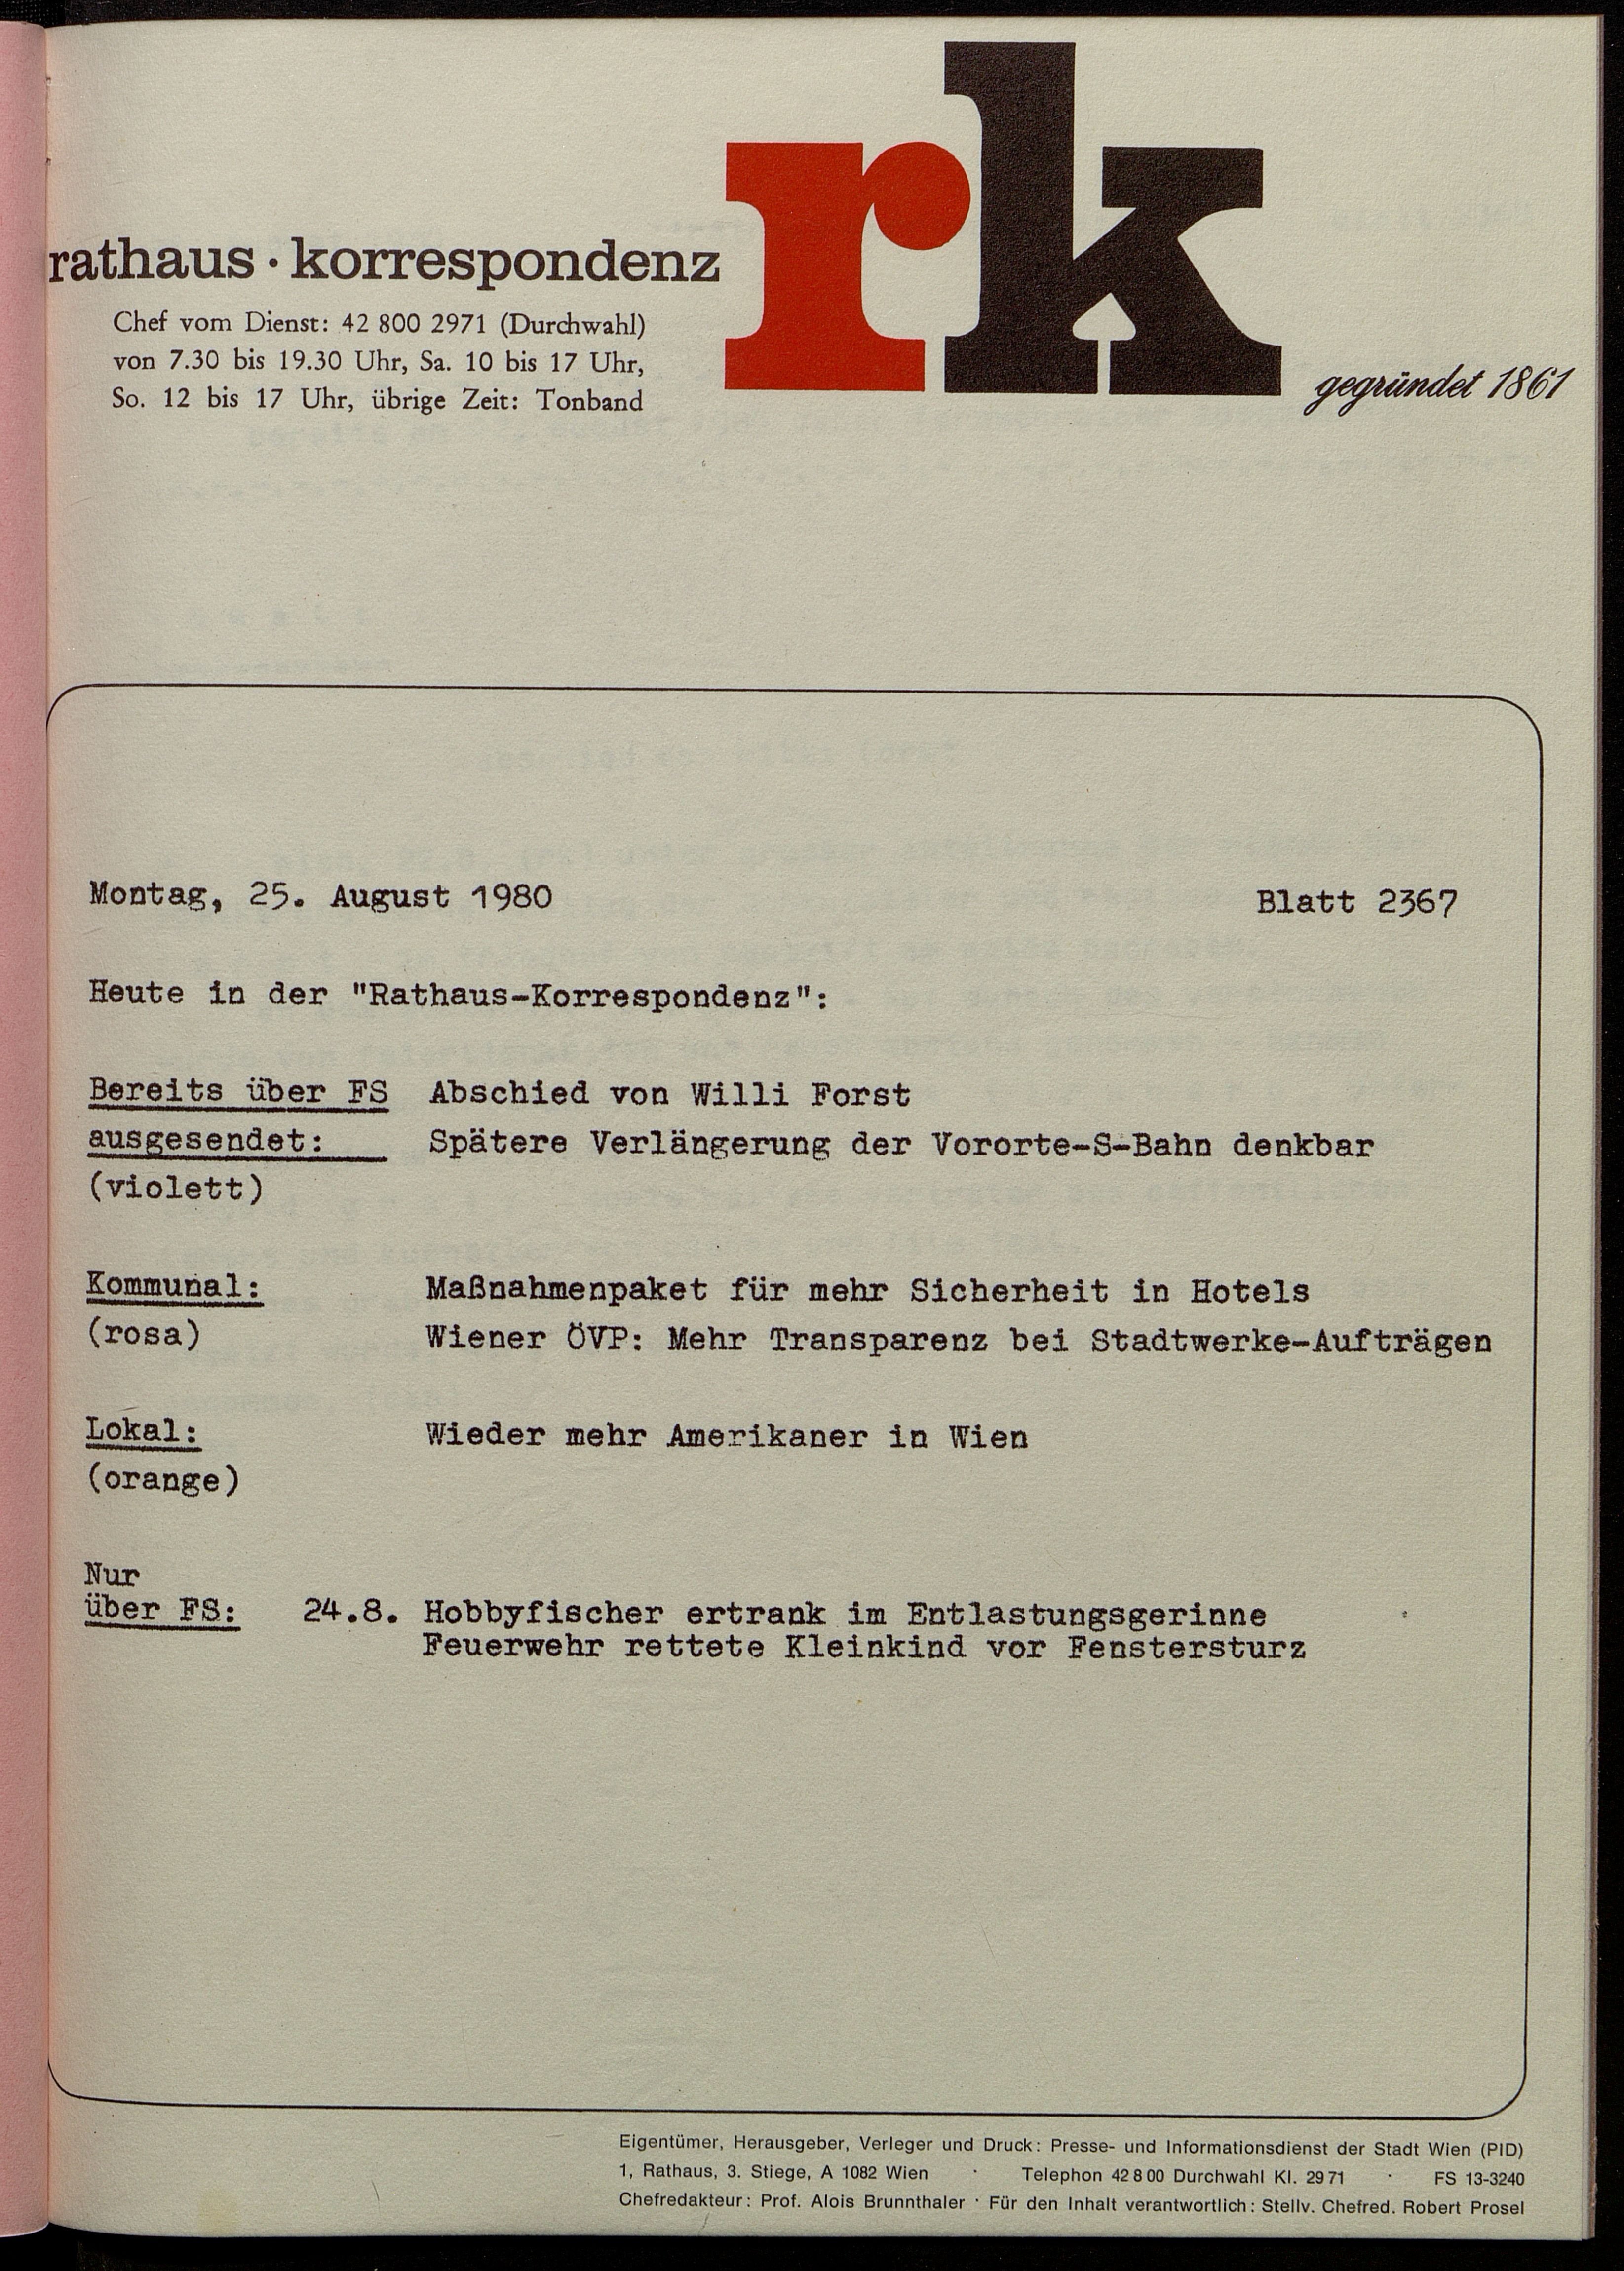 rk
rathaus · korrespondenz
Chef vom Dienst: 42 800 2971 (Durchwahl)
von 7.30 bis 19.30 Uhr, Sa. 10 bis 17 Uhr,
So. 12 bis 17 Uhr, übrige Zeit: Tonband
gegründet 1861
Montag, 25. August 1980 Blatt 2367
Heute in der "Rathaus-Korrespondenz":
Bereits über FS Abschied von Willi Forst
ausgesendet: Spätere Verlängerung der Vororte-S-Bahn denkbar
(violett)
Kommunal: Maßnahmenpaket für mehr Sicherheit in Hotels
(rosa) Wiener ÖVP: Mehr Transparenz bei Stadtwerke-Aufträgen
Lokal: Wieder mehr Amerikaner in Wien
(orange)
Nur
über FS: 24.8. Hobbyfischer ertrank im Entlastungsgerinne
Feuerwehr rettete Kleinkind vor Fenstersturz
Eigentümer, Herausgeber, Verleger und Druck: Presse- und Informationsdienst der Stadt Wien (PID)
1, Rathaus, 3. Stiege, A 1082 Wien · Telephon 42 8 00 Durchwahl Kl. 29 71 · FS 13-3240
Chefredakteur: Prof. Alois Brunnthaler · Für den Inhalt verantwortlich: Stellv. Chefred. Robert Prosel